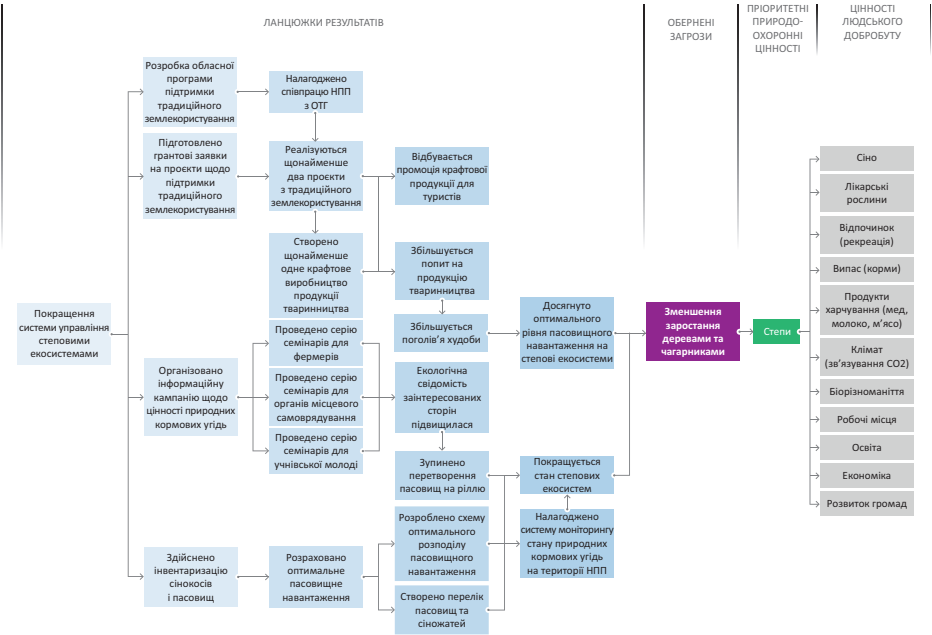 ЛАНЦЮЖКИ РЕЗУЛЬТАТІВ
ОБЕРНЕНІ
ЗАГРОЗИ
ПРІОРИТЕТНІ
ПРИРОДО-
ОХОРОННІ
ЦІННОСТІ
ЦІННОСТІ
ЛЮДСЬКОГО
ДОБРОБУТУ
Покращення
системи управління
степовими
екосистемами
Розробка обласної
програми
підтримки
традиційного
землекористування
Підготовлено
грантові заявки
на проєкти щодо
підтримки
традиційного
землекористування
Організовано
інформаційну
кампанію щодо
цінності природних
кормових угідь
Здійснено
інвентаризацію
сінокосів
і пасовищ
Налагоджено
співпрацю НПП
з ОТГ
Реалізуються
щонайменше
два проєкти
з традиційного
землекористування
Створено
щонайменше
одне крафтове
виробництво
продукції
тваринництва
Проведено серію
семінарів для
фермерів
Проведено серію
семінарів для
органів місцевого
самоврядування
Проведено серію
семінарів для
учнівської молоді
Розраховано
оптимальне
пасовищне
навантаження
Відбувається
промоція крафтової
продукції для
туристів
Збільшується
попит на
продукцію
тваринництва
Збільшується
поголів’я худоби
Екологічна
свідомість
заінтересованих
сторін
підвищилася
Зупинено
перетворення
пасовищ на ріллю
Розроблено схему
оптимального
розподілу
пасовищного
навантаження
Створено перелік
пасовищ та
сіножатей
Досягнуто
оптимального
рівня пасовищного
навантаження на
степові екосистеми
Покращується
стан степових
екосистем
Налагоджено
систему моніторингу
стану природних
кормових угідь
на території НПП
Зменшення
заростання
деревами та
чагарниками
Степи
Сіно
Лікарські
рослини
Відпочинок
(рекреація)
Випас (корми)
Продукти
харчування (мед,
молоко, м’ясо)
Клімат
(зв’язування СО2)
Біорізноманіття
Робочі місця
Освіта
Економіка
Розвиток громад